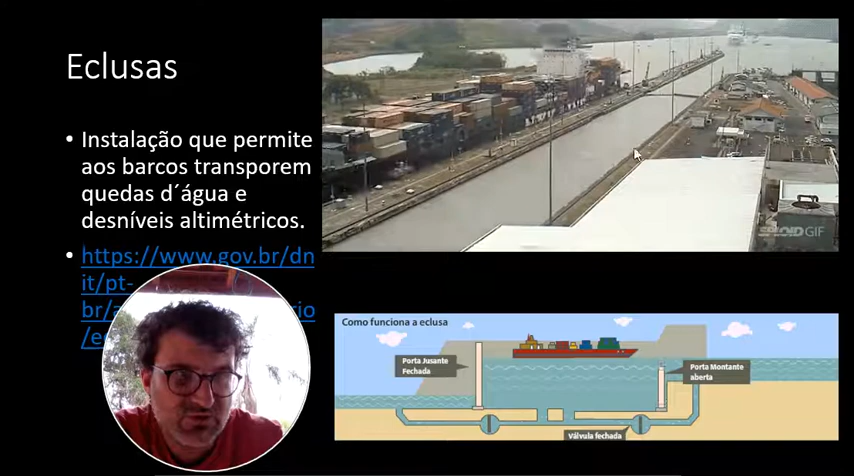 Eclusas
• Instalação que permite
aos barcos transporem
quedas d´água e
desníveis altimétricos.
• https://www.gov.br/dn
it/pt-
SPLOID GIF
Como funciona a eclusa
Porta Jusante
Fechada
Porta Montante
aberta
Válvula fechada